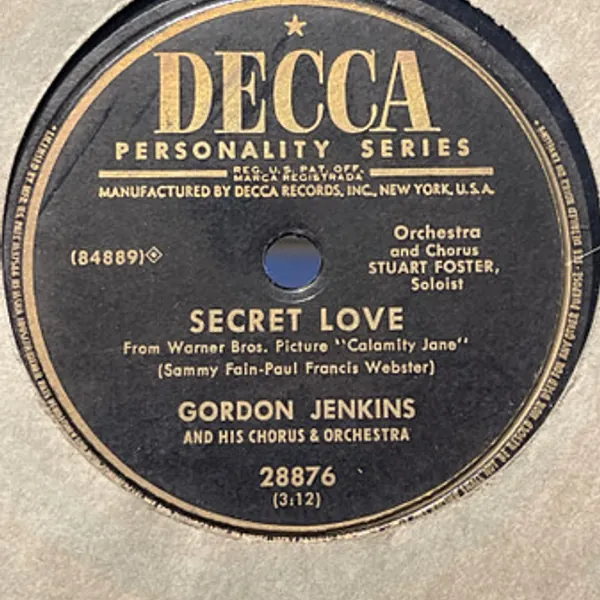 DECCA
PERSONALITY SERIES
REG. U.S. PAT. OFF.
MARCA REGISTRADA
MANUFACTURED BY DECCA RECORDS, INC., NEW YORK, U.S.A.
(84889)
Orchestra
and Chorus
STUART FOSTER,
Soloist
SECRET LOVE
From Warner Bros. Picture "Calamity Jane"
(Sammy Fain-Paul Francis Webster)
GORDON JENKINS
AND HIS CHORUS & ORCHESTRA
28876
(3:12)